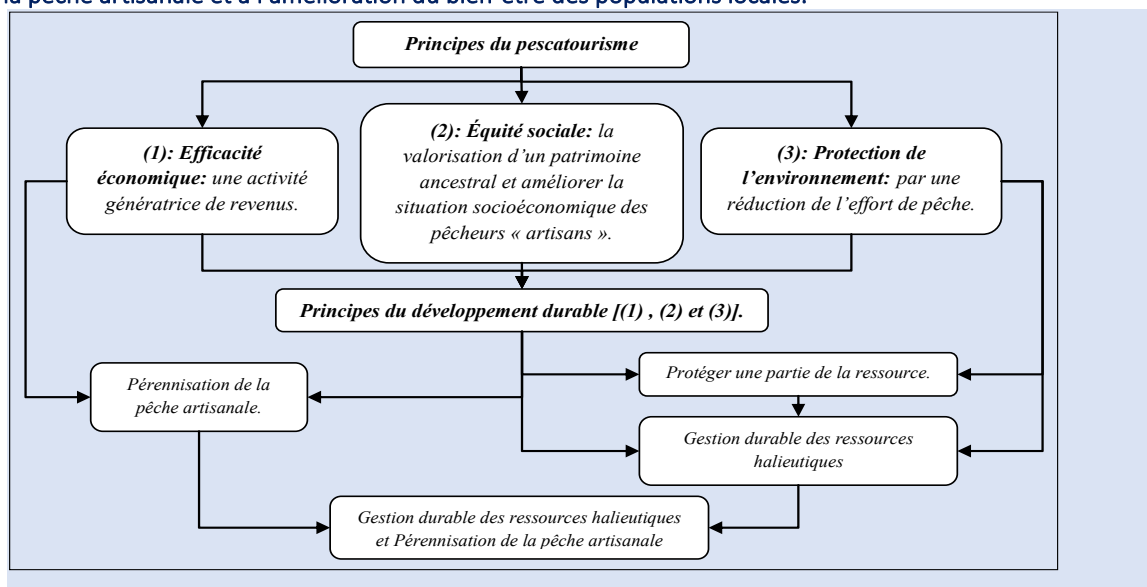 la pêche artisanale et à l'amélioration du bien-être des populations locales.
Principes du pescatourisme
(1): Efficacité
économique: une activité
génératrice de revenus.
(2): Équité sociale: la
valorisation d'un patrimoine
ancestral et améliorer la
situation socioéconomique des
pêcheurs « artisans ».
(3): Protection de
l'environnement: par une
réduction de l'effort de pêche.
Principes du développement durable [(1) , (2) et (3)].
Pérennisation de la
pêche artisanale.
Protéger une partie de la ressource.
Gestion durable des ressources
halieutiques
Gestion durable des ressources halieutiques
et Pérennisation de la pêche artisanale